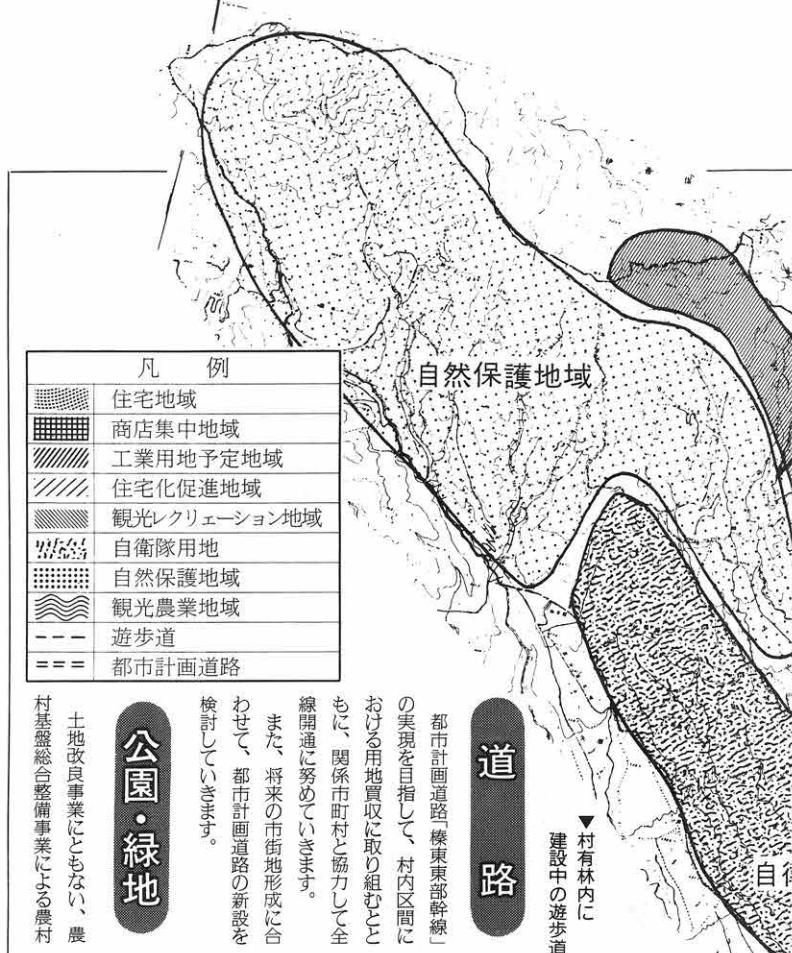 自然保護地域
凡　例
住宅地域
商店集中地域
工業用地予定地域
住宅化促進地域
観光レクリェーション地域
自衛隊用地
自然保護地域
観光農業地域
遊歩道
都市計画道路
自衛
▼村有林内に
建設中の遊歩道
道路
都市計画道路「榛東東部幹線」
の実現を目指して、村内区間に
おける用地買収に取り組むとと
もに、関係市町村と協力して全
線開通に努めていきます。
また、将来の市街地形成に合
わせて、都市計画道路の新設を
検討していきます。
公園・緑地
土地改良事業にともない、農
村基盤総合整備事業による農村